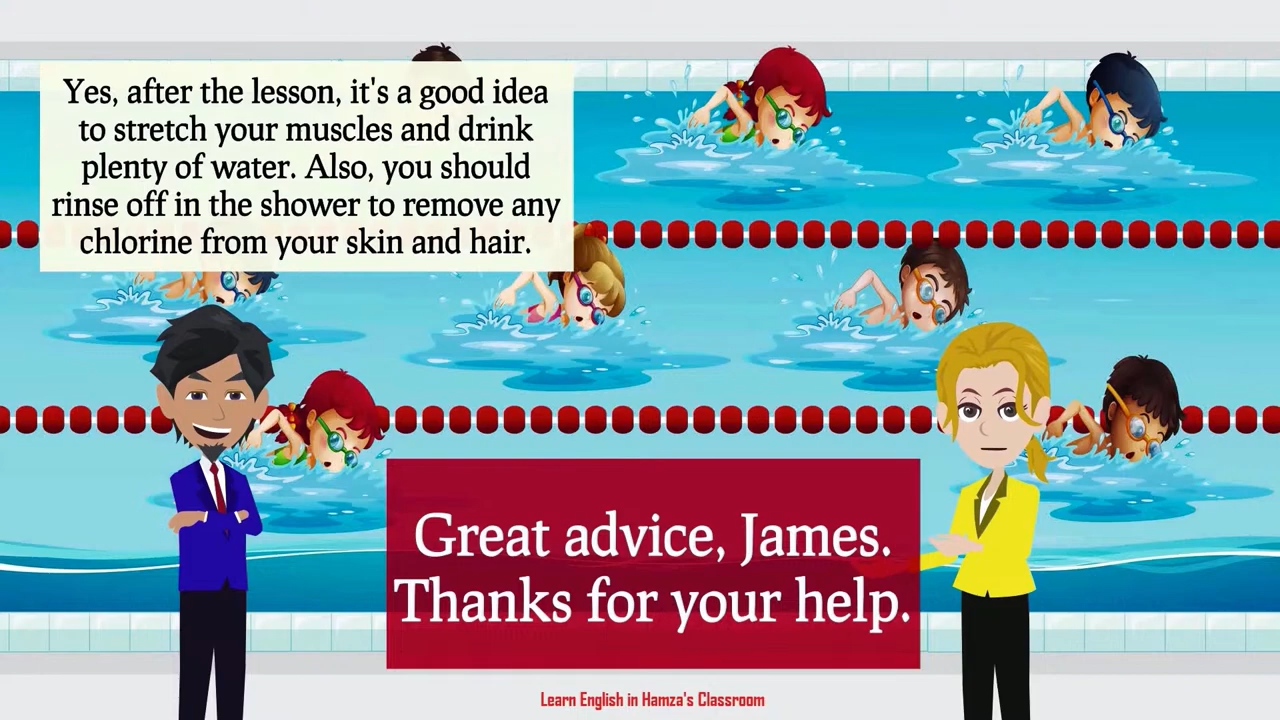 Yes, after the lesson, it's a good idea
to stretch your muscles and drink
plenty of water. Also, you should
rinse off in the shower to remove any
chlorine from your skin and hair.
Great advice, James.
Thanks for your help.
Learn English in Hamza's Classroom